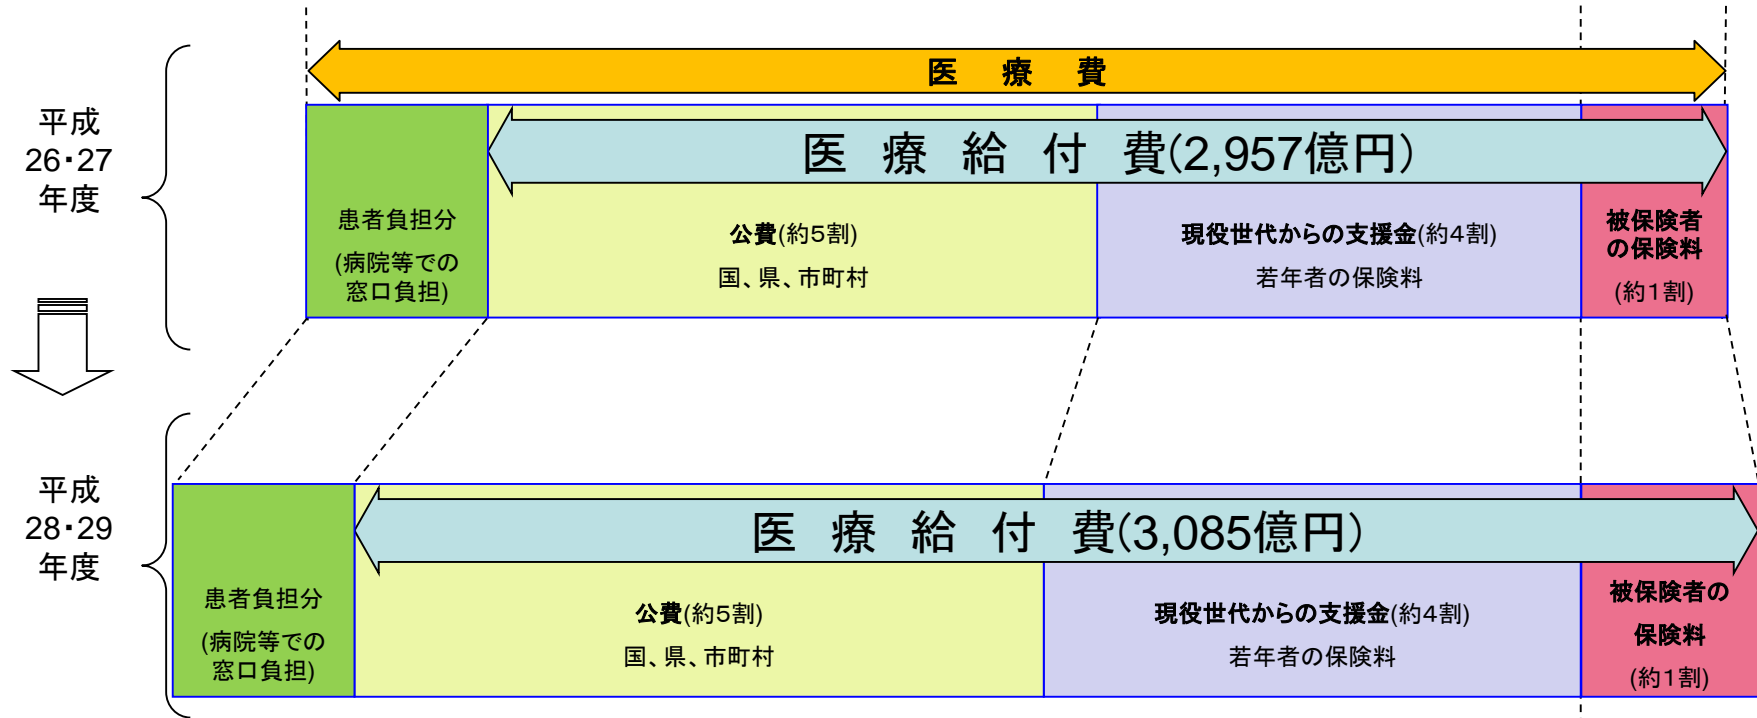 医 療 費
平成
26・27
年度
医 療 給 付 費(2,957億円)
患者負担分
(病院等での
窓口負担)
公費(約5割)
国、県、市町村
現役世代からの支援金(約4割)
若年者の保険料
被保険者
の保険料
(約1割)
平成
28・29
年度
医 療 給 付 費(3,085億円)
患者負担分
(病院等での
窓口負担)
公費(約5割)
国、県、市町村
現役世代からの支援金(約4割)
若年者の保険料
被保険者の
保険料
(約1割)